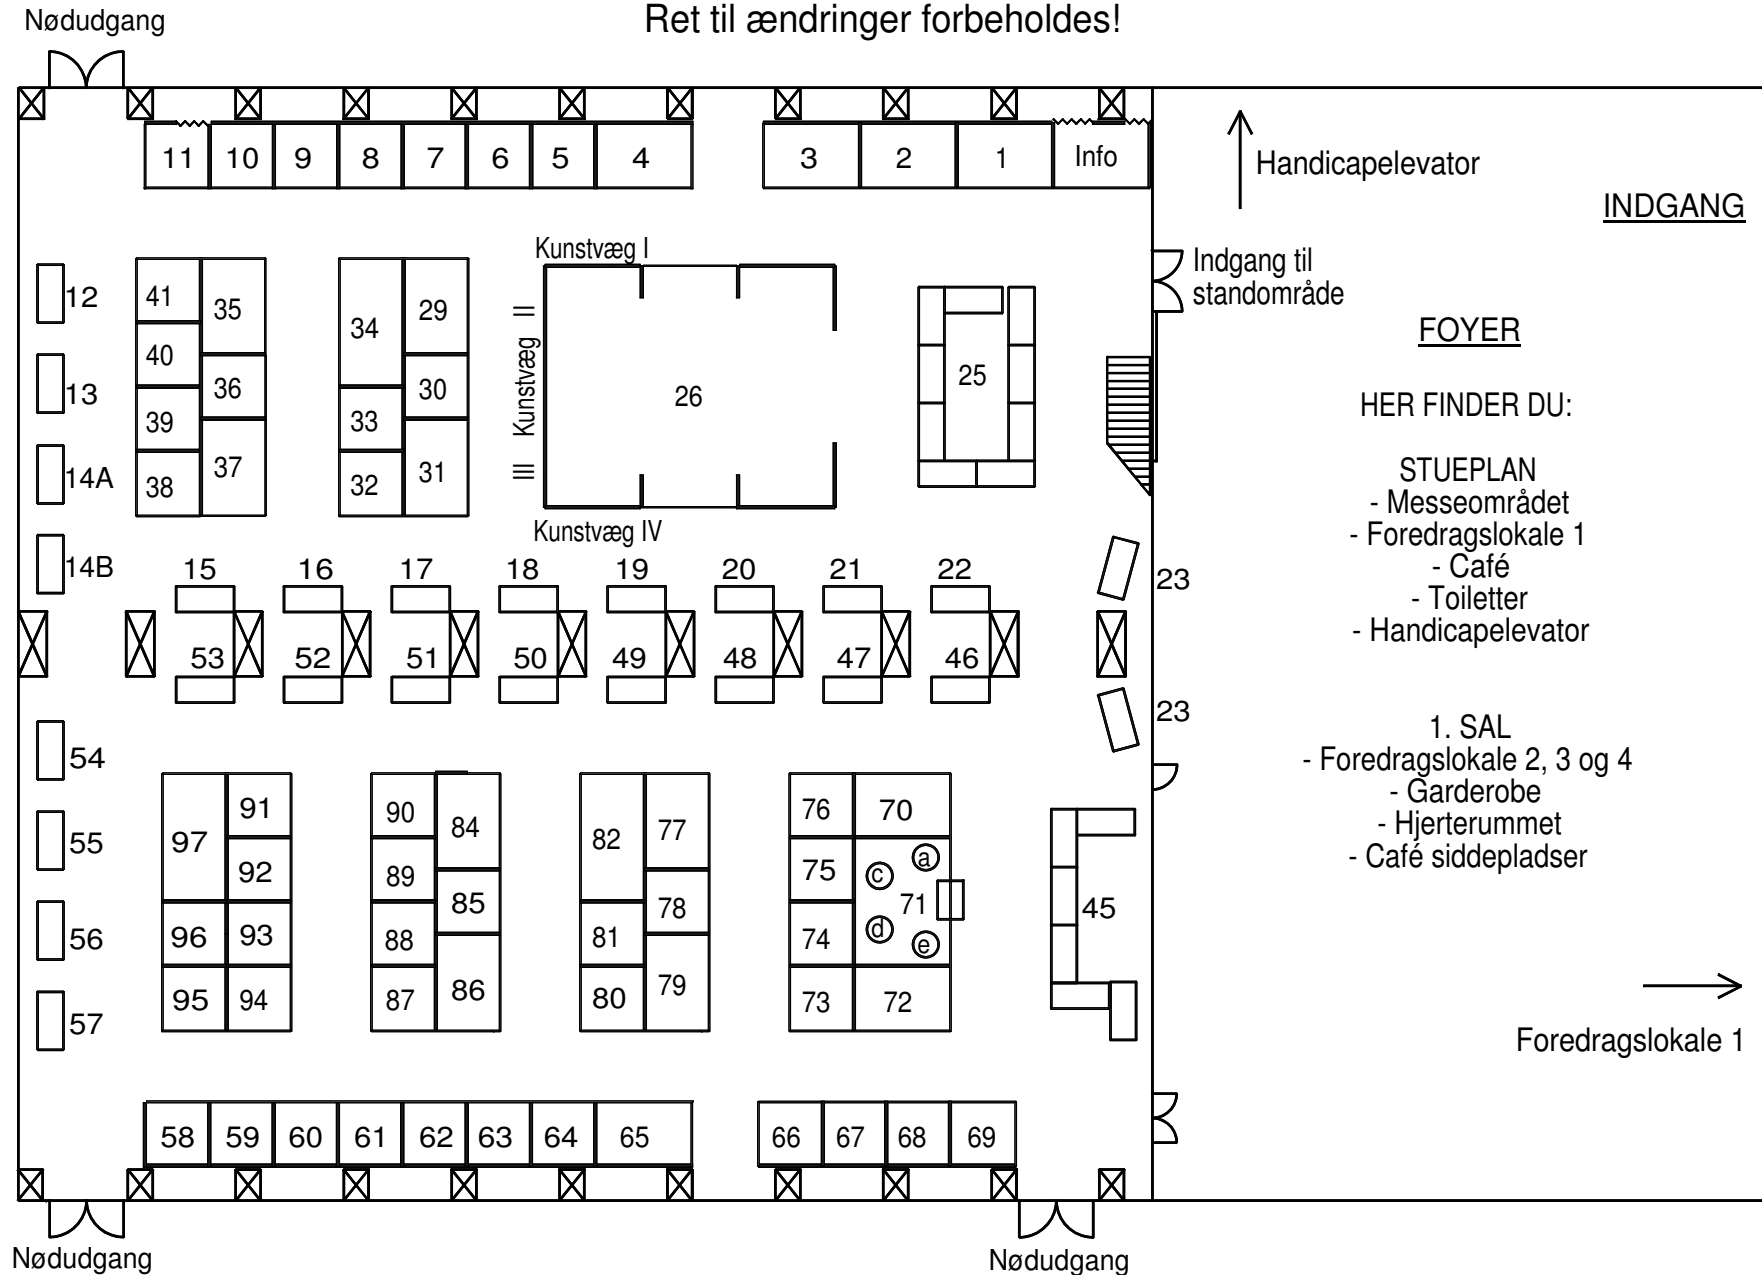 Nødudgang
Ret til ændringer forbeholdes!
11 10 9 8 7 6 5 4 3 2 1 Info
Handicapelevator
INDGANG
Kunstvæg I
Indgang til
standområde
12
41
35
34
29
Kunstvæg II
FOYER
40
13
36
33
30
26
25
HER FINDER DU:
39
14A
38
37
32
31
III
Kunstvæg IV
STUEPLAN
- Messeområdet
- Foredragslokale 1
- Café
- Toiletter
- Handicapelevator
14B
15 16 17 18 19 20 21 22
23
53 52 51 50 49 48 47 46
23
1. SAL
- Foredragslokale 2, 3 og 4
- Garderobe
- Hjerterummet
- Café siddepladser
54
97
91
90
84
82
77
76
70
55
92
89
85
78
75
a
c
71
d
e
45
56
96
93
88
81
74
57
95
94
87
86
80
79
73
72
Foredragslokale 1
58 59 60 61 62 63 64 65 66 67 68 69
Nødudgang
Nødudgang